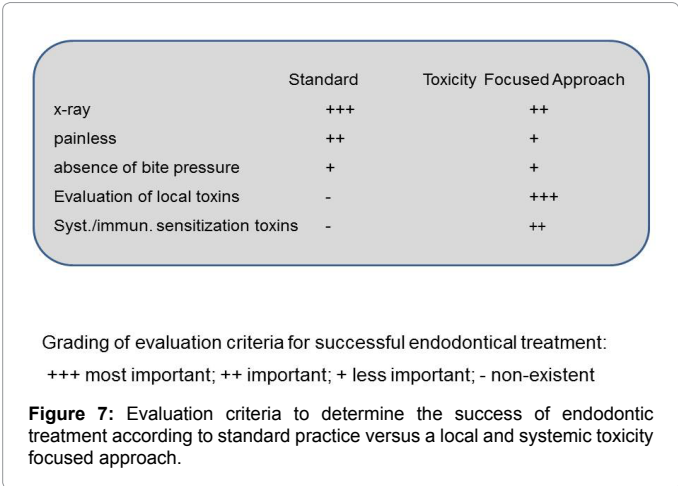 Standard Toxicity Focused Approach
x-ray +++ ++
painless ++ +
absence of bite pressure + +
Evaluation of local toxins - +++
Syst./immun. sensitization toxins - ++
Grading of evaluation criteria for successful endodontical treatment:
+++ most important; ++ important; + less important; - non-existent
Figure 7: Evaluation criteria to determine the success of endodontic
treatment according to standard practice versus a local and systemic toxicity
focused approach.